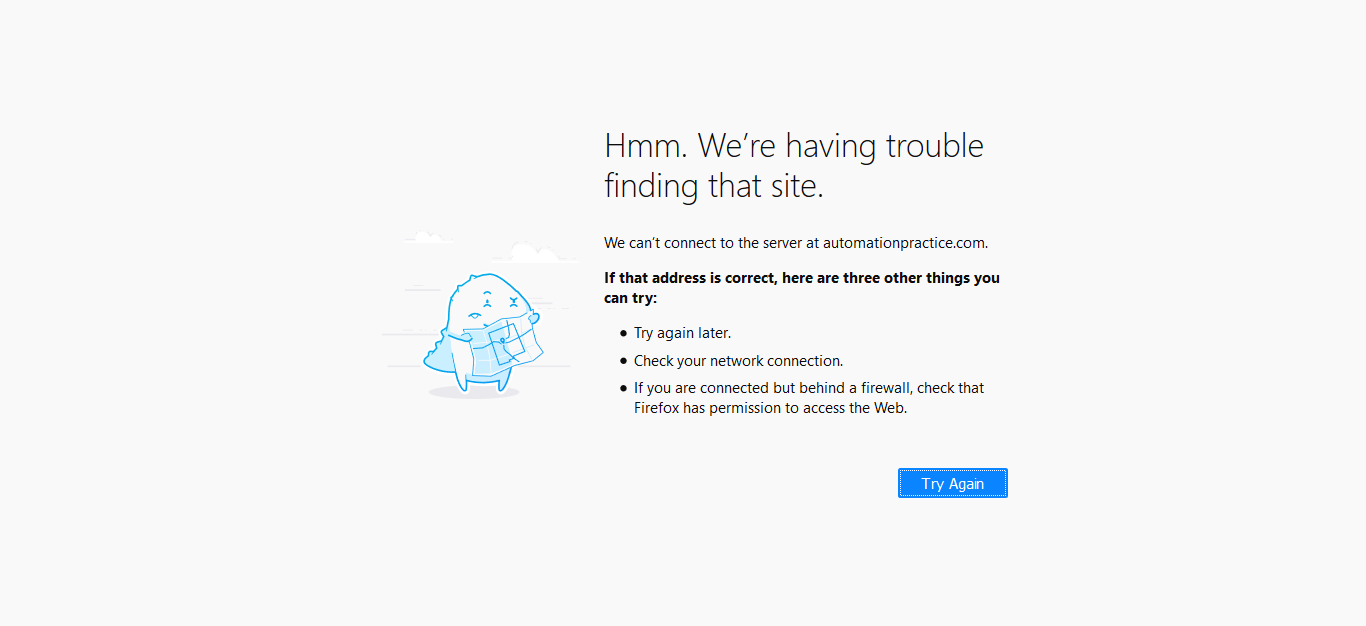 Hmm. We’re having trouble
finding that site.
We can’t connect to the server at automationpractice.com.
If that address is correct, here are three other things you
can try:
• Try again later.
• Check your network connection.
• If you are connected but behind a firewall, check that
Firefox has permission to access the Web.
Try Again